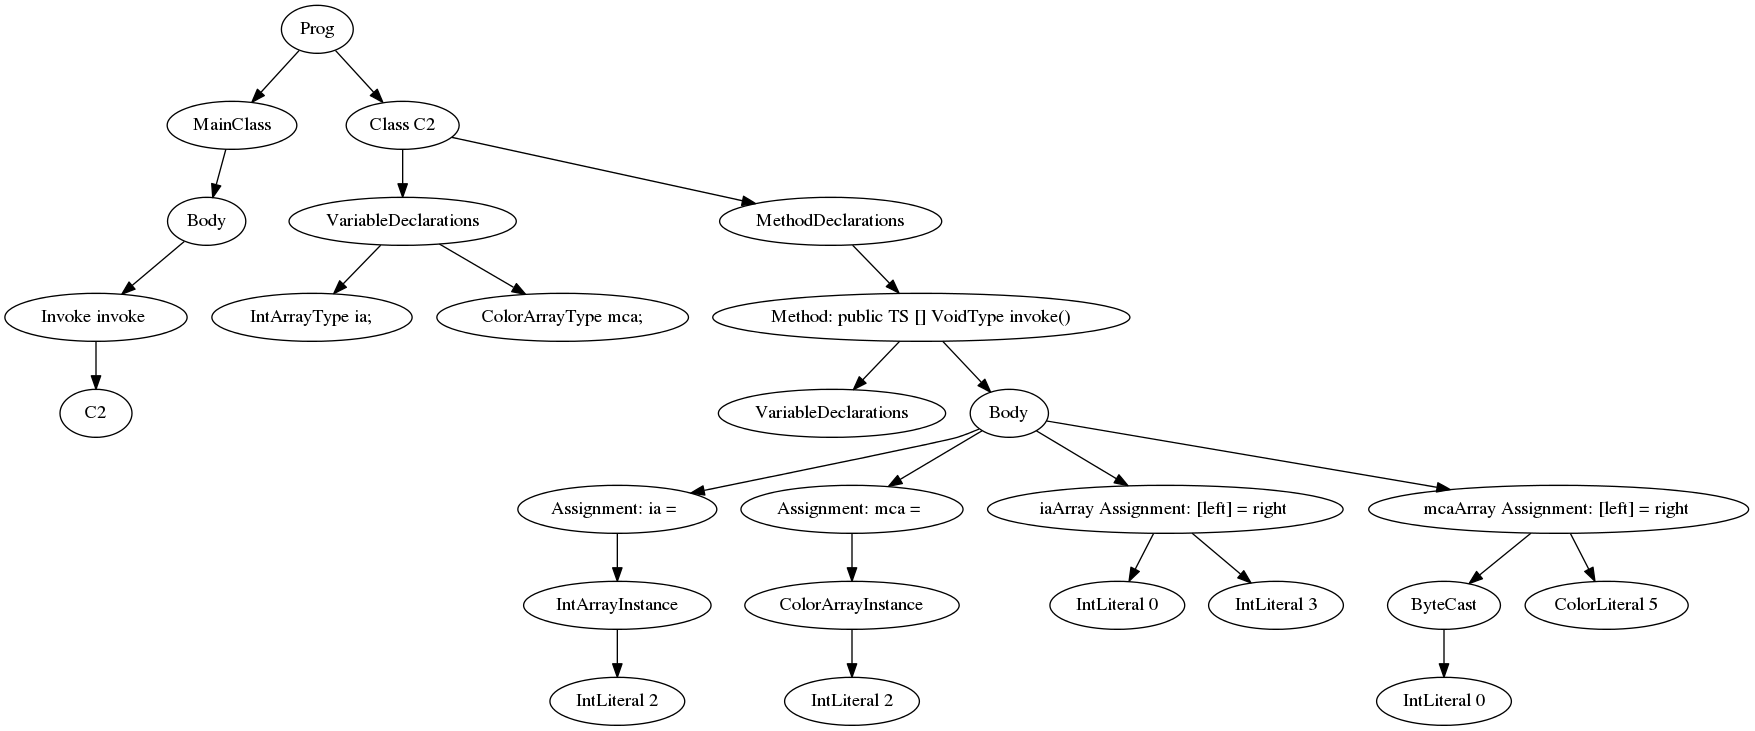 Prog
MainClass
Class C2
Body
VariableDeclarations
MethodDeclarations
Invoke invoke
IntArrayType ia;
ColorArrayType mca;
Method: public TS [] VoidType invoke()
C2
VariableDeclarations
Body
Assignment: ia =
Assignment: mca =
iaArray Assignment: [left] = right
mcaArray Assignment: [left] = right
IntArrayInstance
ColorArrayInstance
IntLiteral 0
IntLiteral 3
ByteCast
ColorLiteral 5
IntLiteral 2
IntLiteral 2
IntLiteral 0